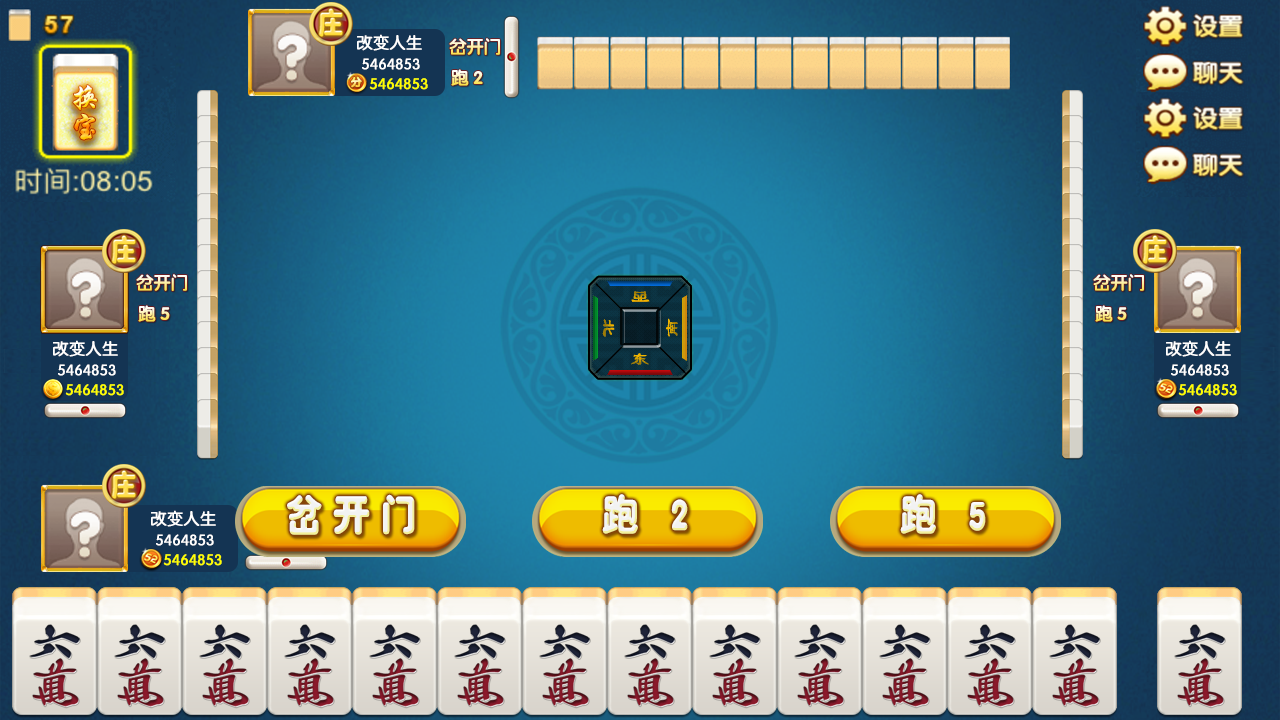 57
换宝
时间:08:05
庄
改变人生
5464853
分 5464853
岔开门
跑 2
设置
聊天
设置
聊天
庄
岔开门
跑 5
改变人生
5464853
5464853
庄
岔开门
跑 5
改变人生
5464853
52 5464853
西
北
南
东
庄
改变人生
5464853
52 5464853
岔开门
跑 2
跑 5
六萬 六萬 六萬 六萬 六萬 六萬 六萬 六萬 六萬 六萬 六萬 六萬 六萬 六萬